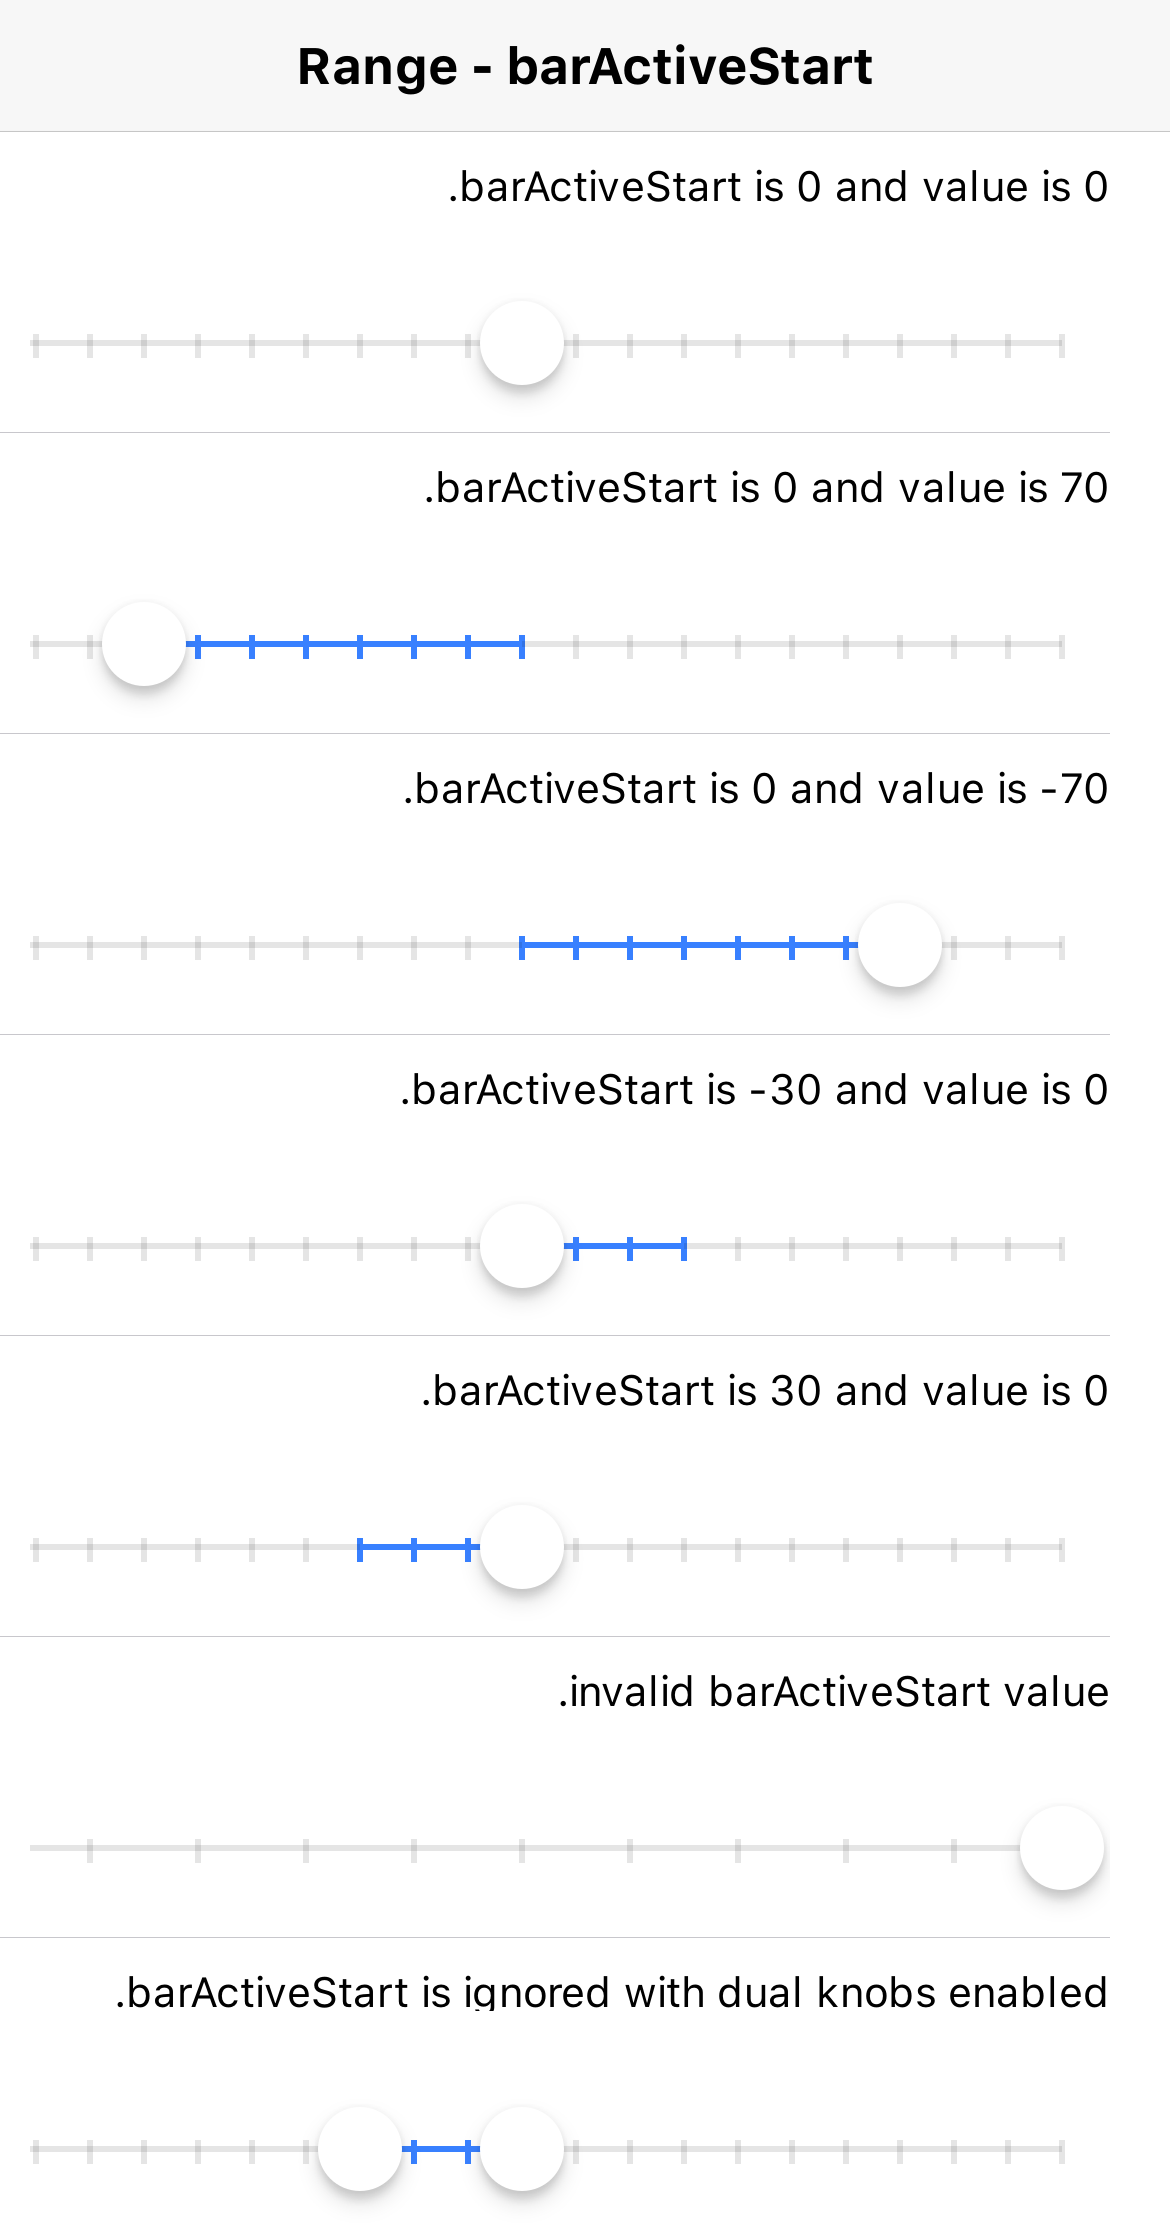 Range - barActiveStart
.barActiveStart is 0 and value is 0
.barActiveStart is 0 and value is 70
.barActiveStart is 0 and value is -70
.barActiveStart is -30 and value is 0
.barActiveStart is 30 and value is 0
.invalid barActiveStart value
.barActiveStart is ignored with dual knobs enabled